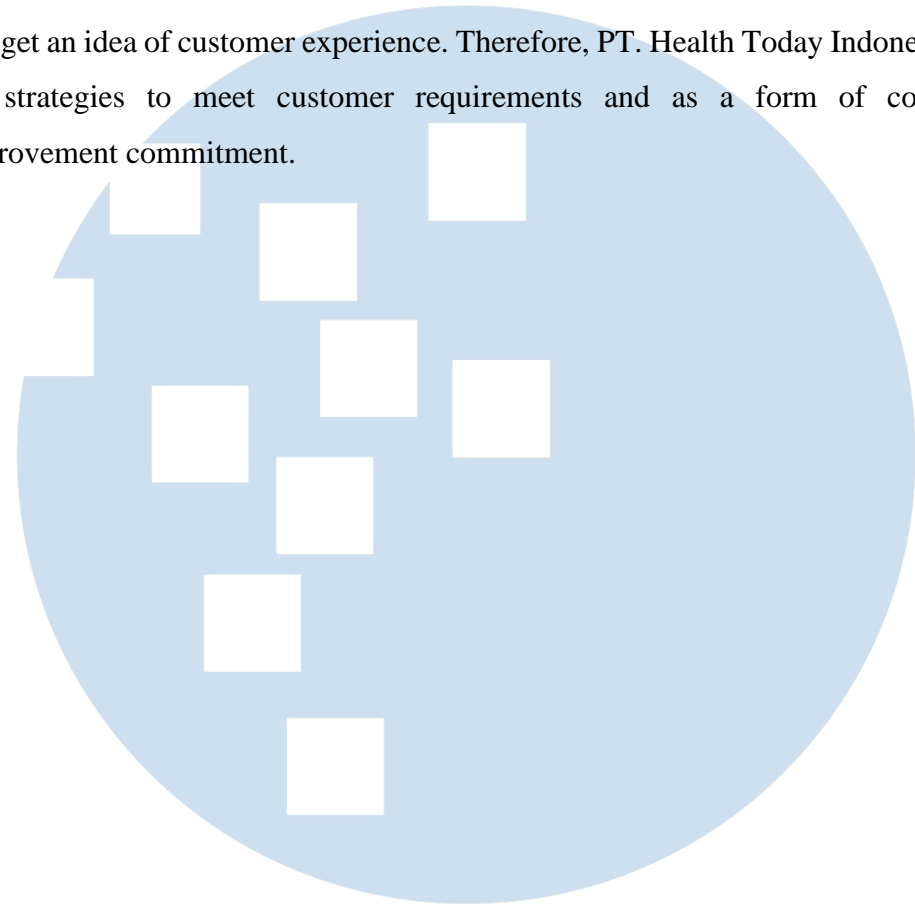 get an idea of customer experience. Therefore, PT. Health Today Indone
strategies to meet customer requirements and as a form of co
rovement commitment.